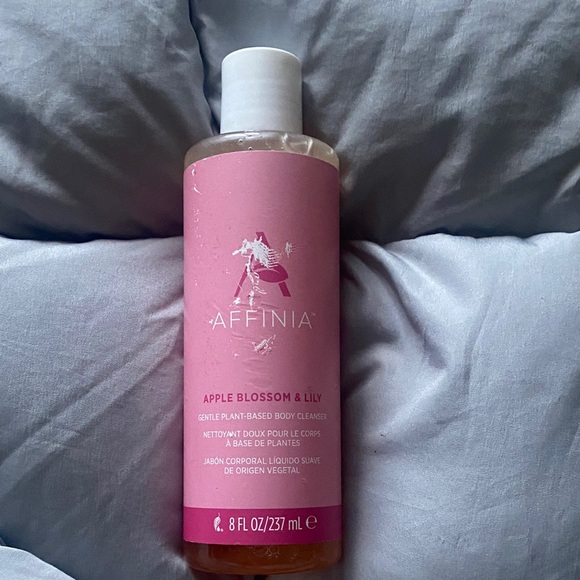 AFFINIA™
APPLE BLOSSOM & LILY
GENTLE PLANT-BASED BODY CLEANSER
NETTOYANT DOUX POUR LE CORPS
À BASE DE PLANTES
JABÓN CORPORAL LÍQUIDO SUAVE
DE ORIGEN VEGETAL
8 FL OZ/237 mL ℮